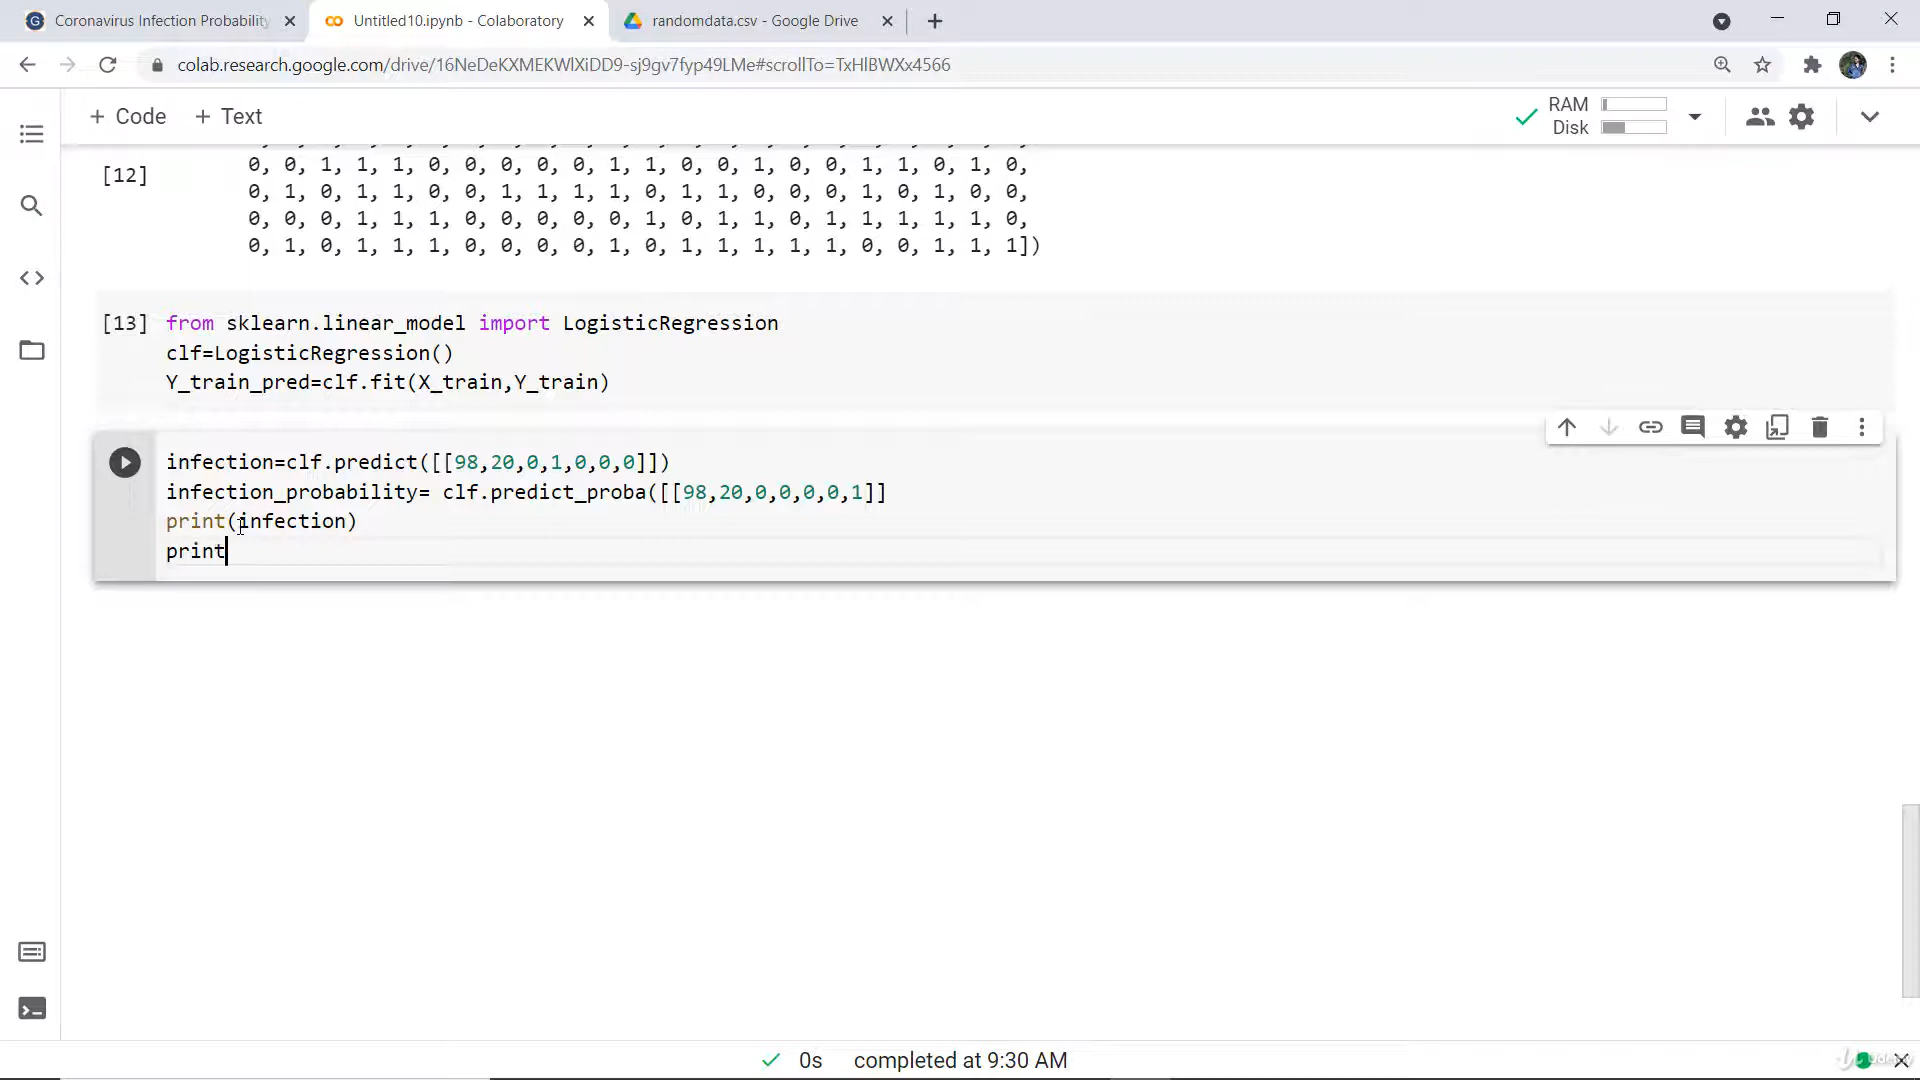 Coronavirus Infection Probability
Untitled10.ipynb - Colaboratory
randomdata.csv - Google Drive
colab.research.google.com/drive/16NeDeKXMEKWlXiDD9-sj9gv7fyp49LMe#scrollTo=TxHlBWXx4566
+ Code + Text
RAM
Disk
0, 0, 1, 1, 1, 0, 0, 0, 0, 0, 1, 1, 0, 0, 1, 0, 0, 1, 1, 0, 1, 0,
[12]
0, 1, 0, 1, 1, 0, 0, 1, 1, 1, 1, 0, 1, 1, 0, 0, 0, 1, 0, 1, 0, 0,
0, 0, 0, 1, 1, 1, 0, 0, 0, 0, 0, 1, 0, 1, 1, 0, 1, 1, 1, 1, 1, 0,
0, 1, 0, 1, 1, 1, 0, 0, 0, 0, 1, 0, 1, 1, 1, 1, 1, 0, 0, 1, 1, 1])
[13] from sklearn.linear_model import LogisticRegression
clf=LogisticRegression()
Y_train_pred=clf.fit(X_train,Y_train)
infection=clf.predict([[98,20,0,1,0,0,0]])
infection_probability= clf.predict_proba([[98,20,0,0,0,0,1]]
print(infection)
print
0s completed at 9:30 AM